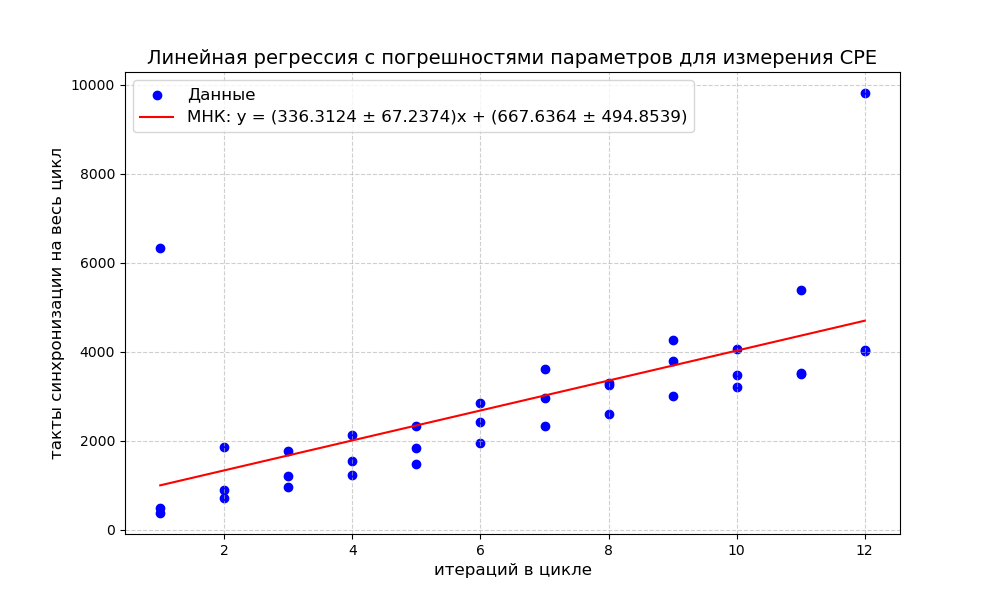 Линейная регрессия с погрешностями параметров для измерения CPE
Данные
МНК: y = (336.3124 ± 67.2374)x + (667.6364 ± 494.8539)
такты синхронизации на весь цикл
10000
8000
6000
4000
2000
0
2 4 6 8 10 12
итераций в цикле